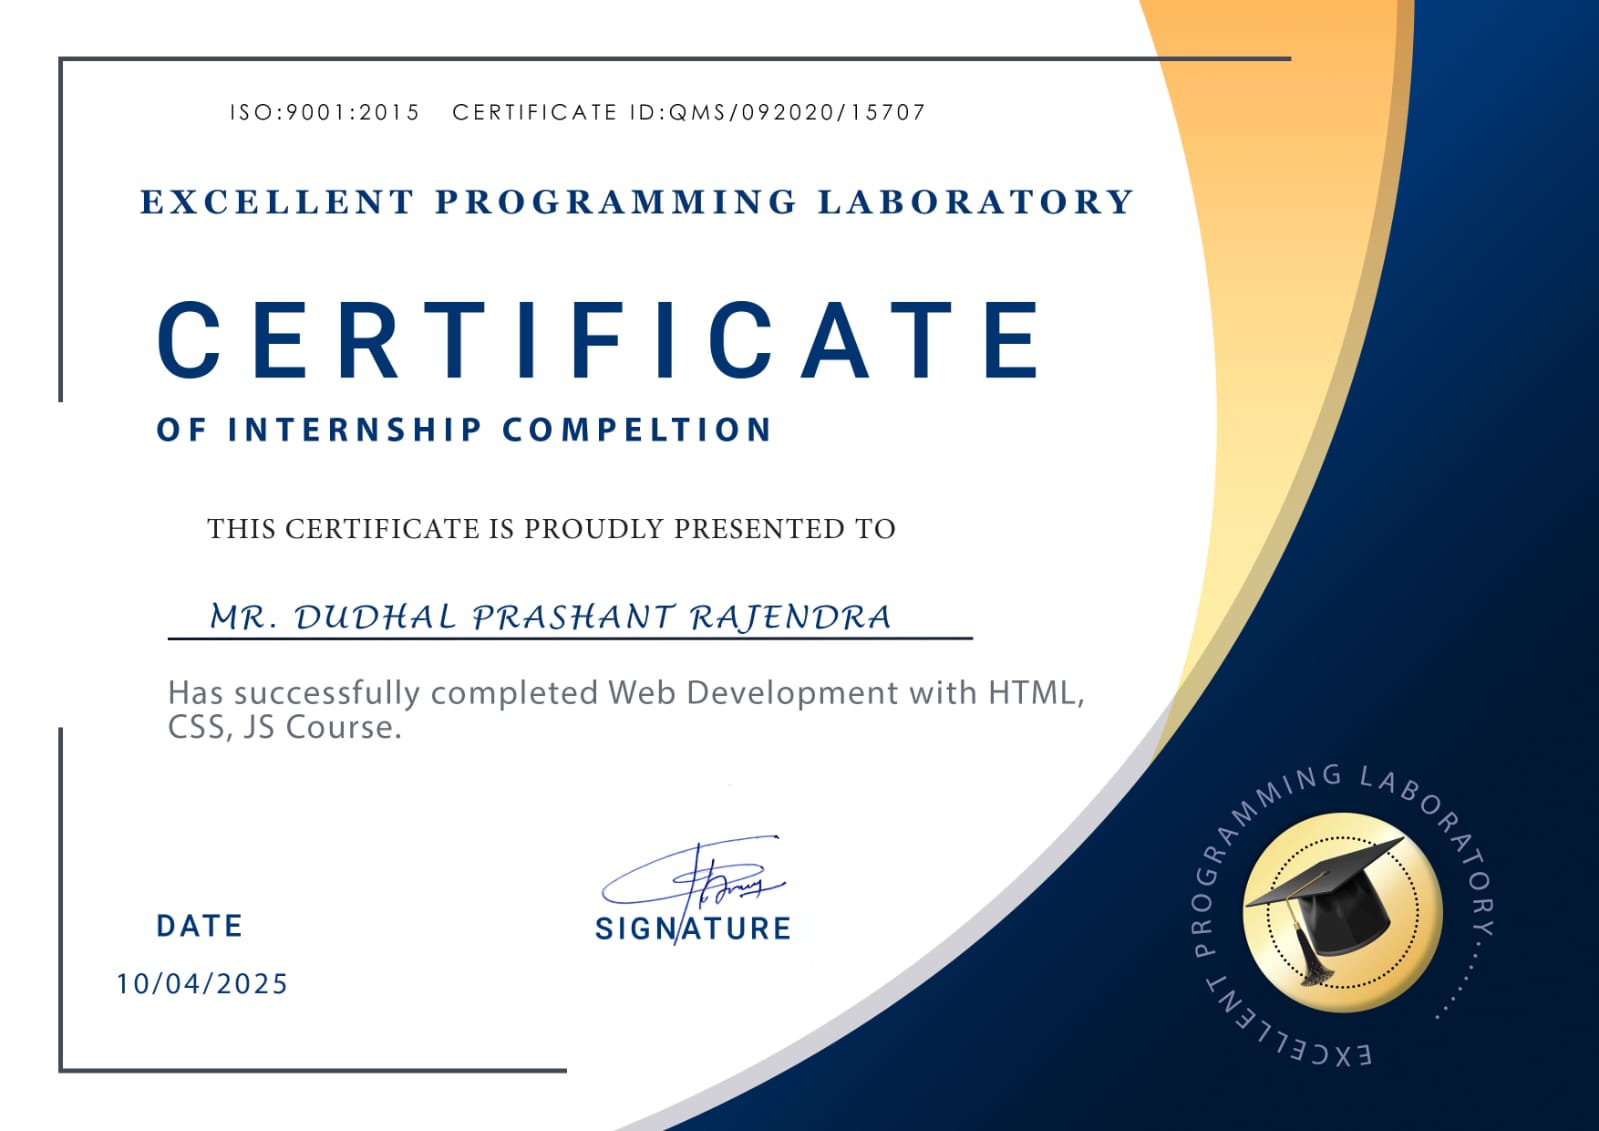 ISO:9001:2015 CERTIFICATE ID:QMS/092020/15707
EXCELLENT PROGRAMMING LABORATORY
CERTIFICATE
OF INTERNSHIP COMPELTION
THIS CERTIFICATE IS PROUDLY PRESENTED TO
MR. DUDHAL PRASHANT RAJENDRA
Has successfully completed Web Development with HTML,
CSS, JS Course.
DATE
10/04/2025
SIGNATURE
EXCELLENT PROGRAMMING LABORATORY........